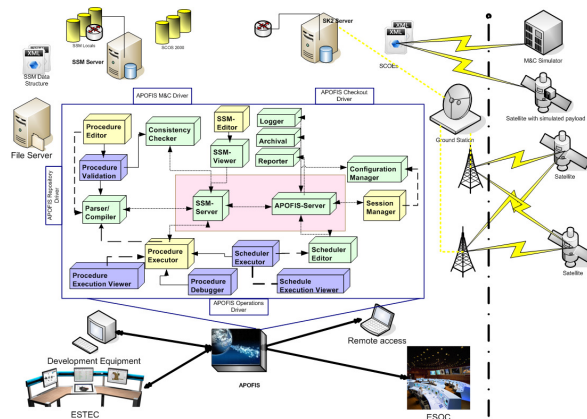 SSM Locals
SCOS 2000
SSM Server
SK2 Server
XML
XML
SSM Data
Structure
SCOEs
M&C Simulator
Satellite with simulated payload
File Server
Ground Station
Satellite
Satellite
APOFIS M&C Driver
APOFIS Checkout
Driver
APOFIS Repository
Driver
Procedure
Editor
Consistency
Checker
SSM-
Editor
Logger
Archival
Reporter
Procedure
Validation
SSM-
Viewer
Configuration
Manager
Parser/
Compiler
SSM-
Server
APOFIS-Server
Session
Manager
Procedure
Executor
Scheduler
Executor
Scheduler
Editor
Procedure
Execution Viewer
Procedure
Debugger
Schedule
Execution Viewer
APOFIS Operations
Driver
Development Equipment
APOFIS
Remote access
ESTEC
ESOC